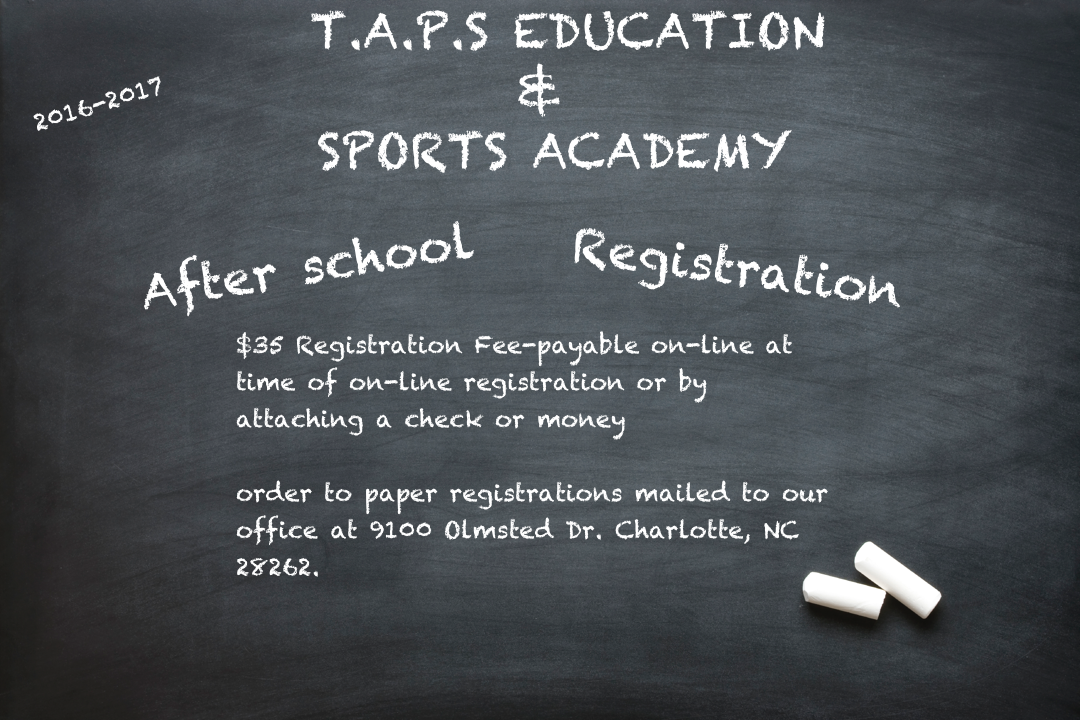 T.A.P.S EDUCATION
&
SPORTS ACADEMY
2016-2017
After school Registration
$35 Registration Fee-payable on-line at
time of on-line registration or by
attaching a check or money
order to paper registrations mailed to our
office at 9100 Olmsted Dr. Charlotte, NC
28262.